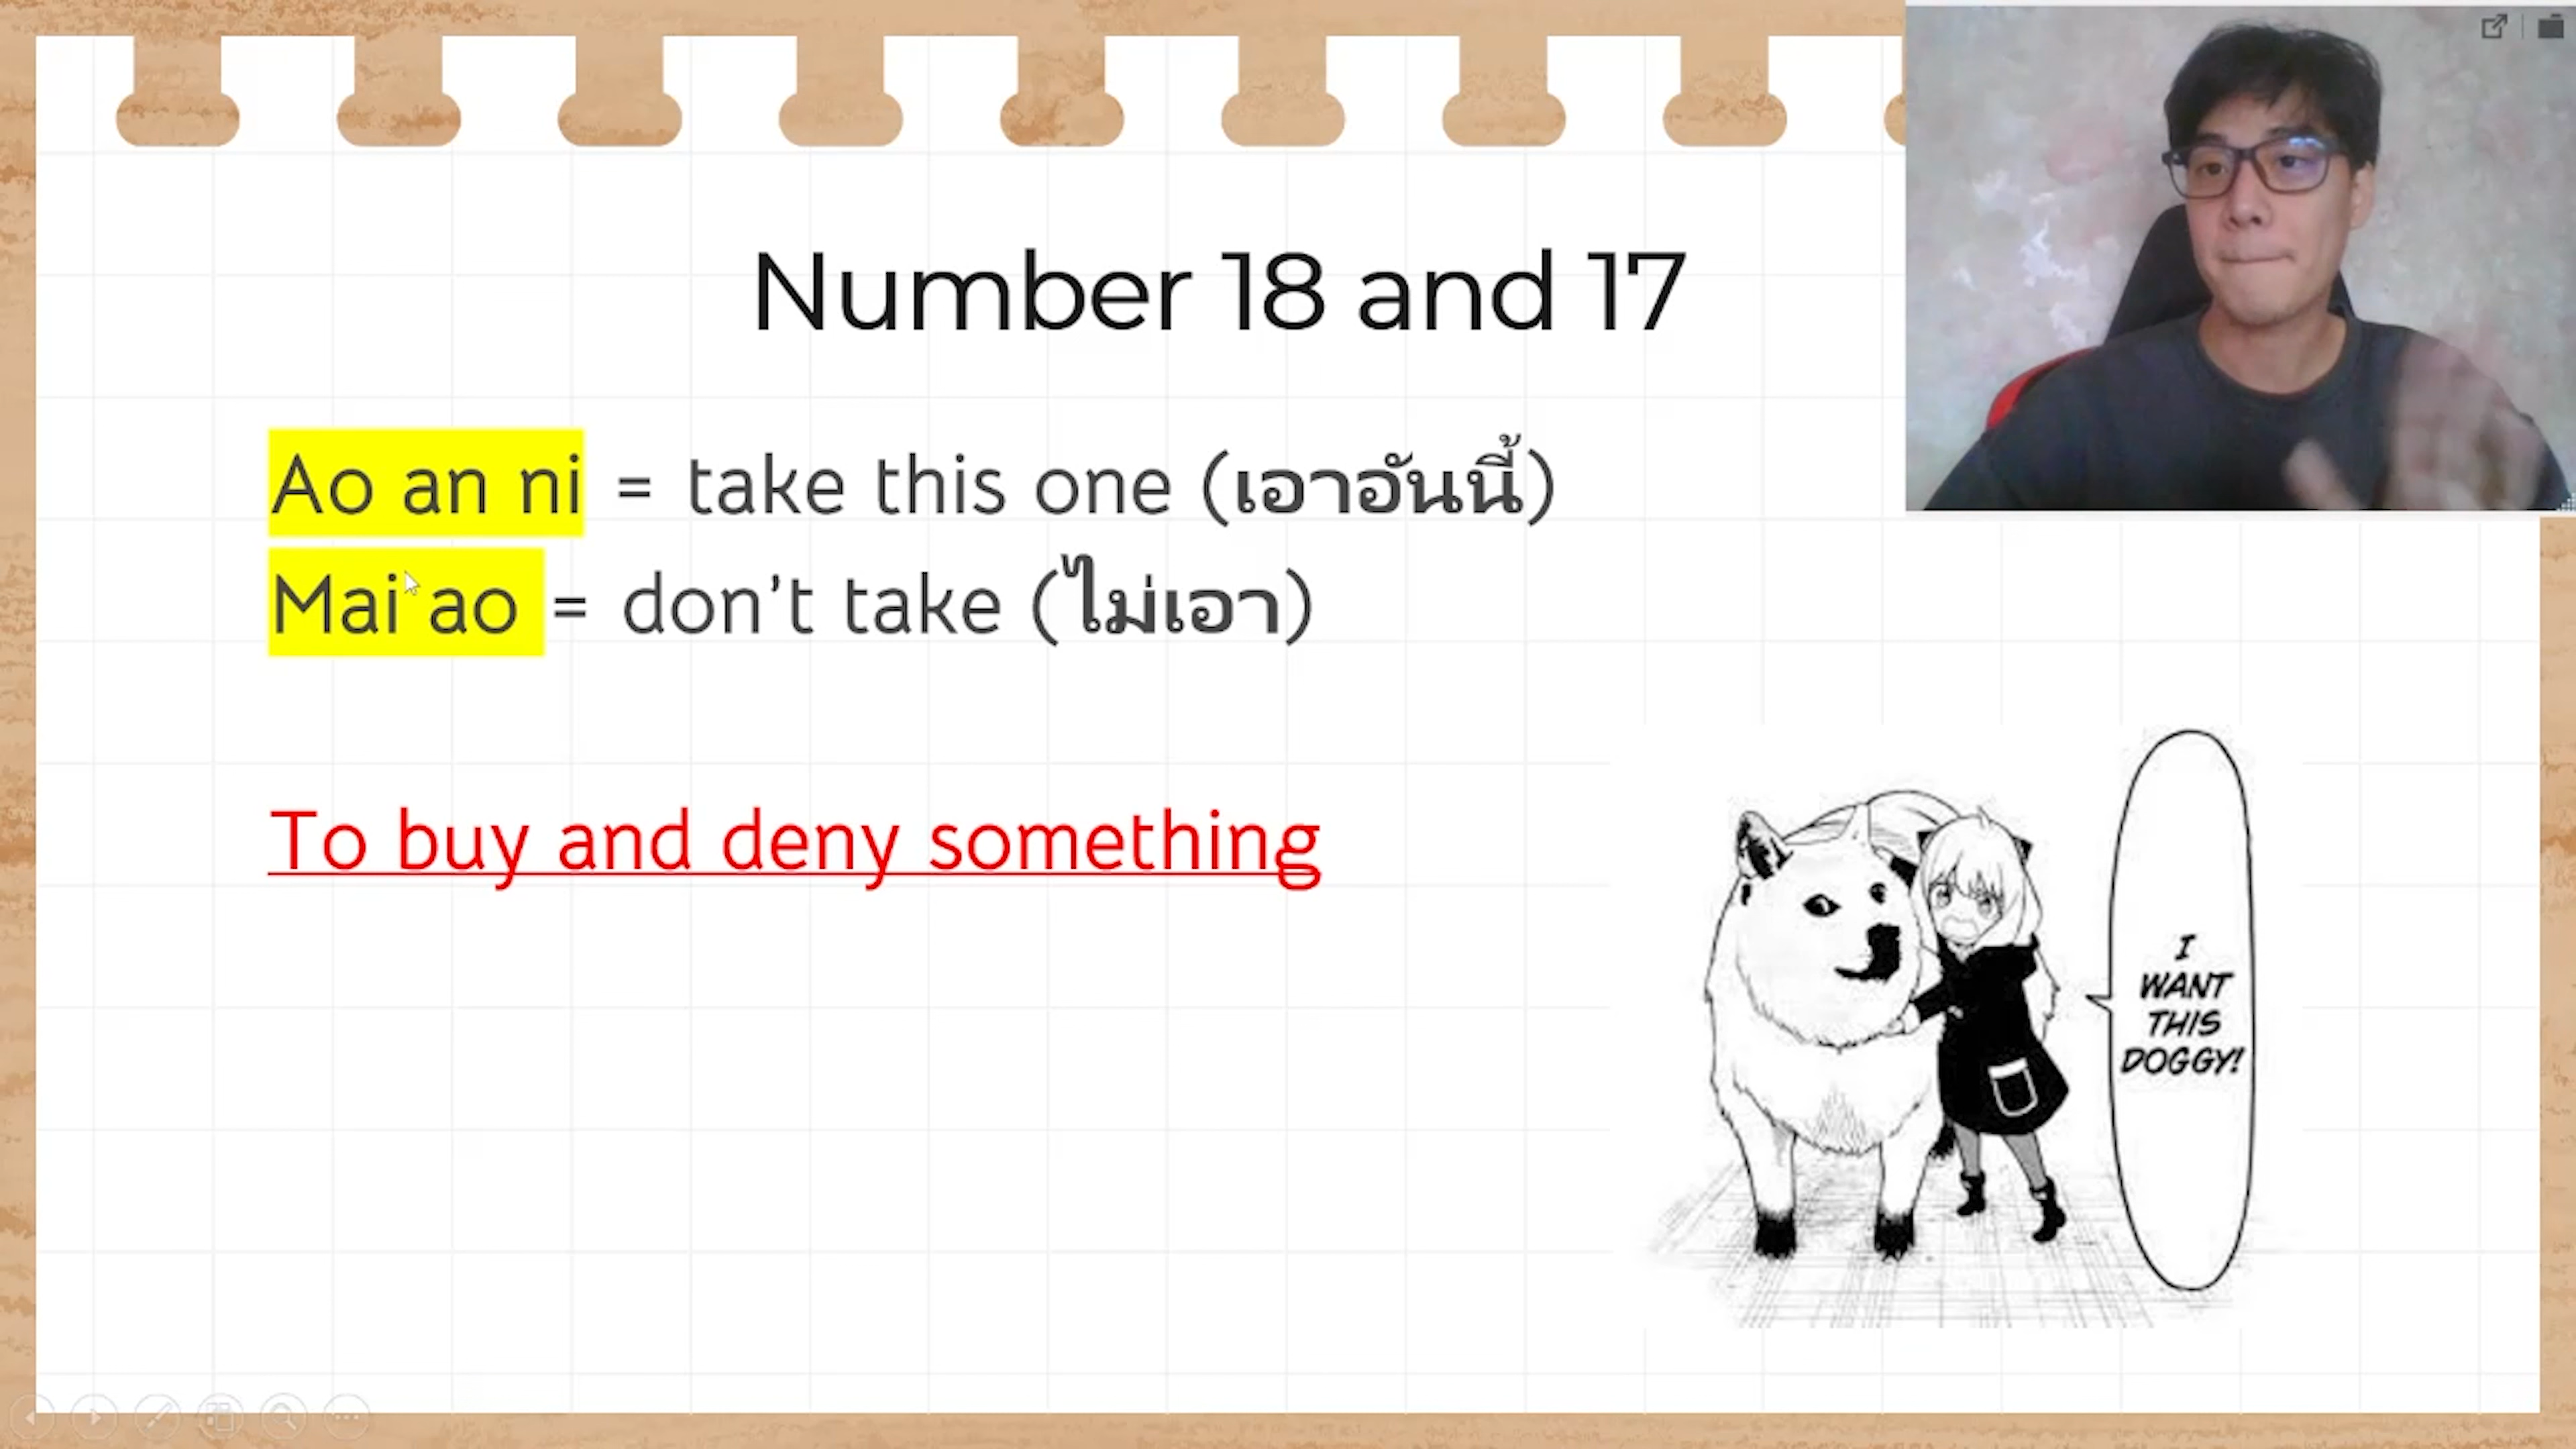 Number 18 and 17
Ao an ni = take this one (เอาอันนี้)
Mai ao = don't take (ไม่เอา)
To buy and deny something
I
WANT
THIS
DOGGY!